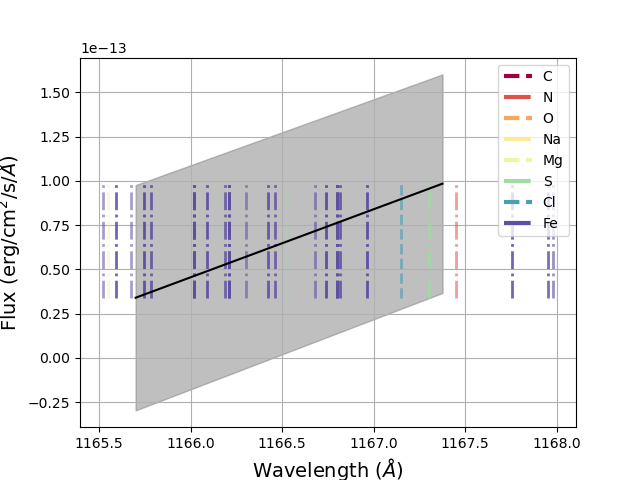 1e−13
1.50
1.25
1.00
0.75
0.50
0.25
0.00
−0.25
Flux (erg/cm²/s/Å)
1165.5 1166.0 1166.5 1167.0 1167.5 1168.0
Wavelength (Å)
C
N
O
Na
Mg
S
Cl
Fe